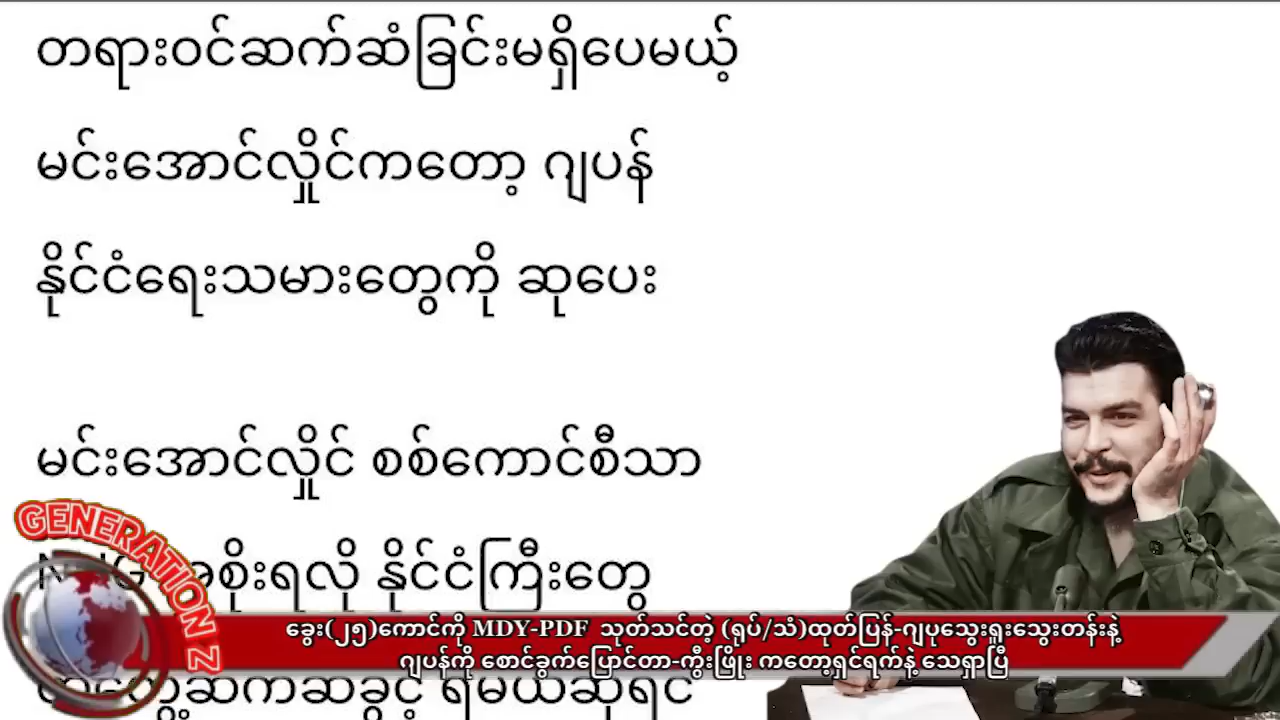 တရားဝင်ဆက်ဆံခြင်းမရှိပေမယ့်
မင်းအောင်လှိုင်ကတော့ ဂျပန်
နိုင်ငံရေးသမားတွေကို ဆုပေး
မင်းအောင်လှိုင် စစ်ကောင်စီသာ
GENERATION Z
အစိုးရလို နိုင်ငံကြီးတွေ
ခွေး(၂၅)ကောင်ကို MDY-PDF သုတ်သင်တဲ့ (ရုပ်/သံ)ထုတ်ပြန်-ဂျပုသွေးရူးသွေးတန်းနဲ့
ဂျပန်ကို စောင်ခွက်ပြောင်တာ-ကွီးဖြိုး ကတော့ရှင်ရက်နဲ့ သေရှာပြီ